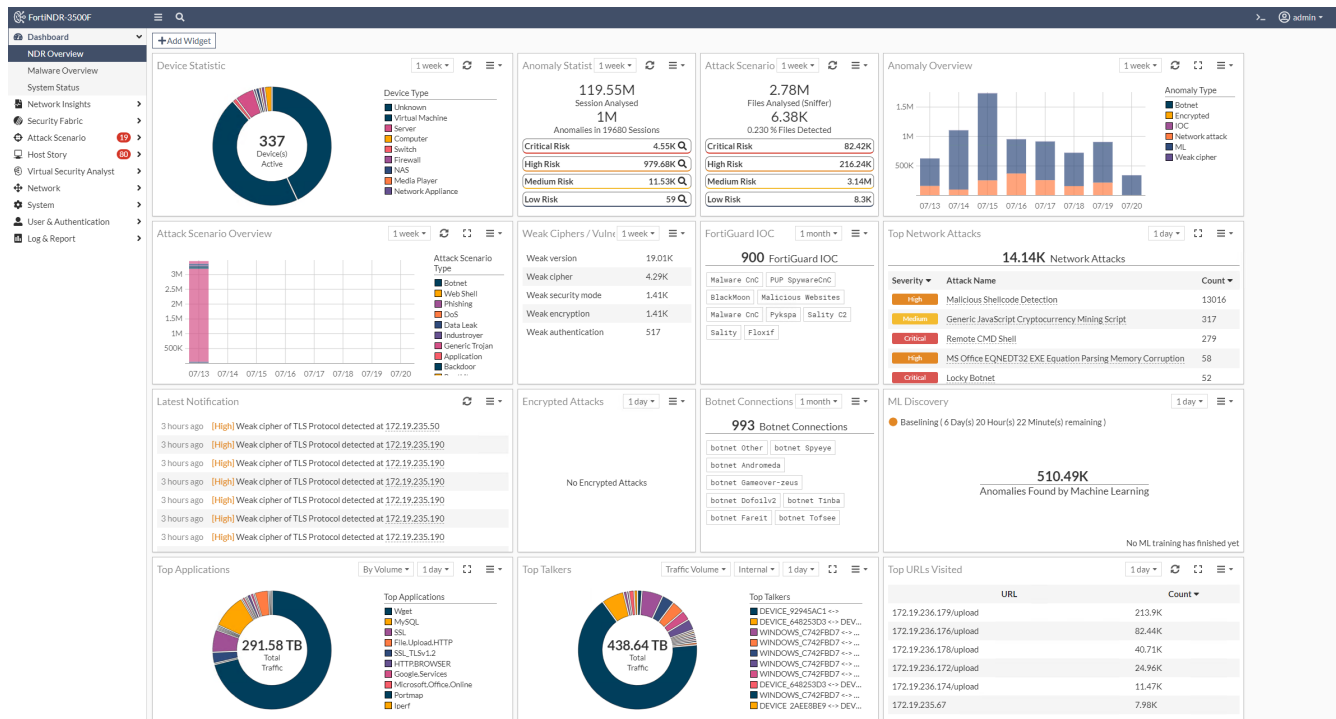 FortiNDR-3500F
admin
Dashboard
NDR Overview
Malware Overview
System Status
Network Insights
Security Fabric
Attack Scenario 19
Host Story 80
Virtual Security Analyst
Network
System
User & Authentication
Log & Report
+Add Widget
Device Statistic 1 week
337
Device(s)
Active
Device Type
Unknown
Virtual Machine
Server
Computer
Switch
Firewall
NAS
Media Player
Network Appliance
Anomaly Statist 1 week
119.55M
Session Analysed
1M
Anomalies in 19680 Sessions
Critical Risk 4.55K
High Risk 979.68K
Medium Risk 11.53K
Low Risk 59
Attack Scenario 1 week
2.78M
Files Analysed (Sniffer)
6.38K
0.230 % Files Detected
Critical Risk 82.42K
High Risk 216.24K
Medium Risk 3.14M
Low Risk 8.3K
Anomaly Overview 1 week
1.5M
1M
500K
07/13 07/14 07/15 07/16 07/17 07/18 07/19 07/20
Anomaly Type
Botnet
Encrypted
IOC
Network attack
ML
Weak cipher
Attack Scenario Overview 1 week
3M
2.5M
2M
1.5M
1M
500K
07/13 07/14 07/15 07/16 07/17 07/18 07/19 07/20
Attack Scenario
Type
Botnet
Web Shell
Phishing
DoS
Data Leak
Industroyer
Generic Trojan
Application
Backdoor
Weak Ciphers / Vulne 1 week
Weak version 19.01K
Weak cipher 4.29K
Weak security mode 1.41K
Weak encryption 1.41K
Weak authentication 517
FortiGuard IOC 1 month
900 FortiGuard IOC
Malware CnC PUP SpywareCnC
BlackMoon Malicious Websites
Malware CnC Pykspa Sality C2
Sality Floxif
Top Network Attacks 1 day
14.14K Network Attacks
Severity Attack Name Count
High Malicious Shellcode Detection 13016
Medium Generic JavaScript Cryptocurrency Mining Script 317
Critical Remote CMD Shell 279
High MS Office EQNEDT32 EXE Equation Parsing Memory Corruption 58
Critical Locky Botnet 52
Latest Notification
3 hours ago [High] Weak cipher of TLS Protocol detected at 172.19.235.50
3 hours ago [High] Weak cipher of TLS Protocol detected at 172.19.235.190
3 hours ago [High] Weak cipher of TLS Protocol detected at 172.19.235.190
3 hours ago [High] Weak cipher of TLS Protocol detected at 172.19.235.190
3 hours ago [High] Weak cipher of TLS Protocol detected at 172.19.235.190
3 hours ago [High] Weak cipher of TLS Protocol detected at 172.19.235.190
3 hours ago [High] Weak cipher of TLS Protocol detected at 172.19.235.190
Encrypted Attacks 1 day
No Encrypted Attacks
Botnet Connections 1 month
993 Botnet Connections
botnet Other botnet Spyeye
botnet Andromeda
botnet Gameover-zeus
botnet Dofoilv2 botnet Tinba
botnet Fareit botnet Tofsee
ML Discovery 1 day
Baselining ( 6 Day(s) 20 Hour(s) 22 Minute(s) remaining )
510.49K
Anomalies Found by Machine Learning
No ML training has finished yet
Top Applications By Volume 1 day
291.58 TB
Total
Traffic
Top Applications
Wget
MySQL
SSL
File.Upload.HTTP
SSL_TLSv1.2
HTTP.BROWSER
Google.Services
Microsoft.Office.Online
Portmap
Iperf
Top Talkers Traffic Volume Internal 1 day
438.64 TB
Total
Traffic
Top Talkers
DEVICE_92945AC1 <->
DEVICE_648253D3 <-> DEV...
WINDOWS_C742FBD7 <-> ...
WINDOWS_C742FBD7 <-> ...
WINDOWS_C742FBD7 <-> ...
WINDOWS_C742FBD7 <-> ...
WINDOWS_C742FBD7 <-> ...
DEVICE_648253D3 <-> DEV...
WINDOWS_C742FBD7 <-> ...
DEVICE 2AEE8BE9 <-> DEV...
Top URLs Visited 1 day
URL Count
172.19.236.179/upload 213.9K
172.19.236.176/upload 82.44K
172.19.236.178/upload 40.71K
172.19.236.172/upload 24.96K
172.19.236.174/upload 11.47K
172.19.235.67 7.98K